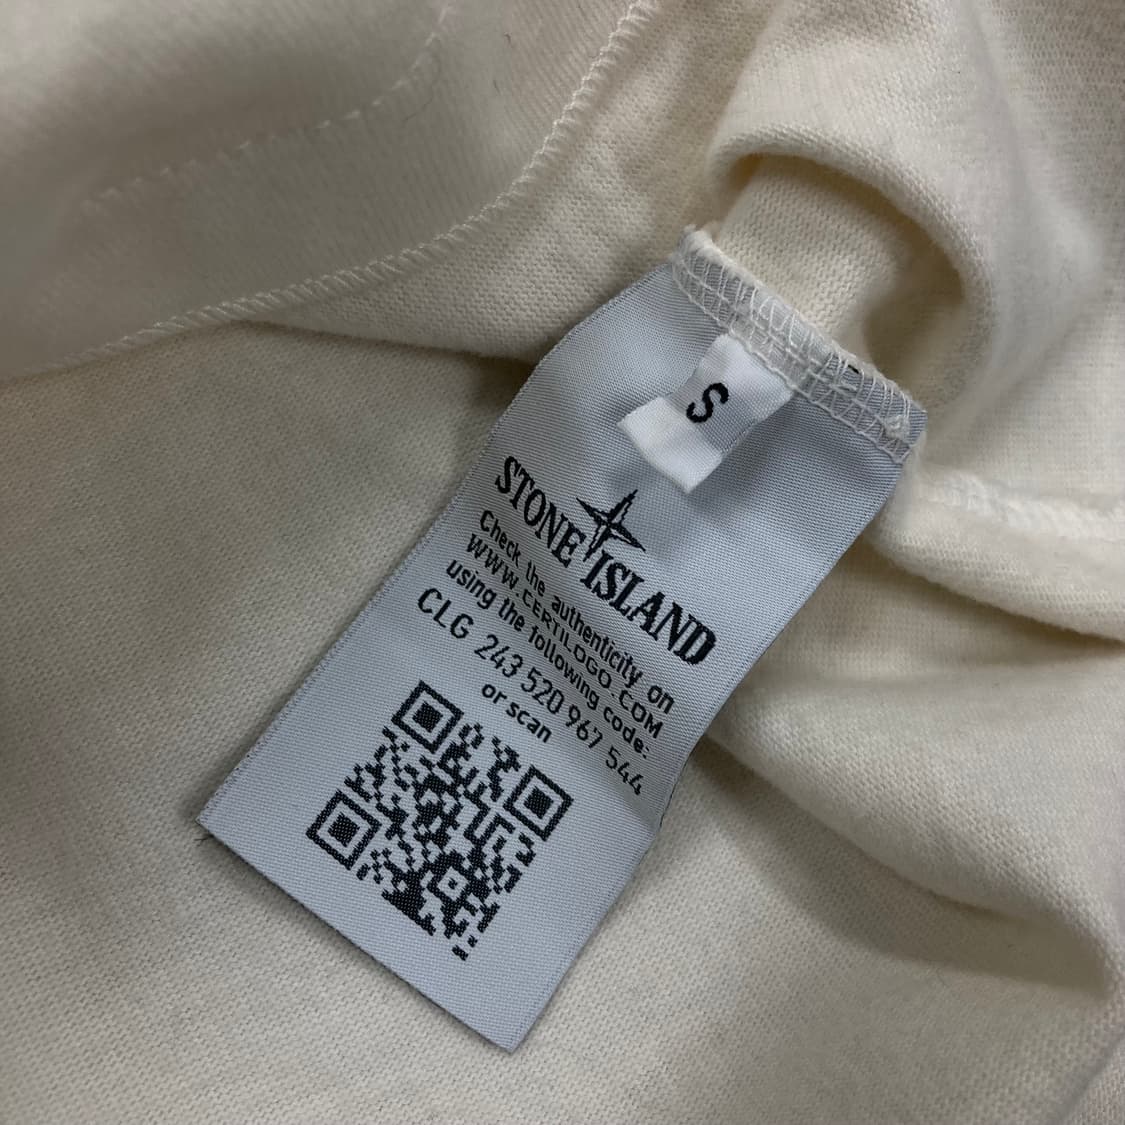 S
STONE ISLAND
Check the authenticity on
WWW.CERTILOGO.COM
using the following code:
CLG 243 520 967 544
or scan